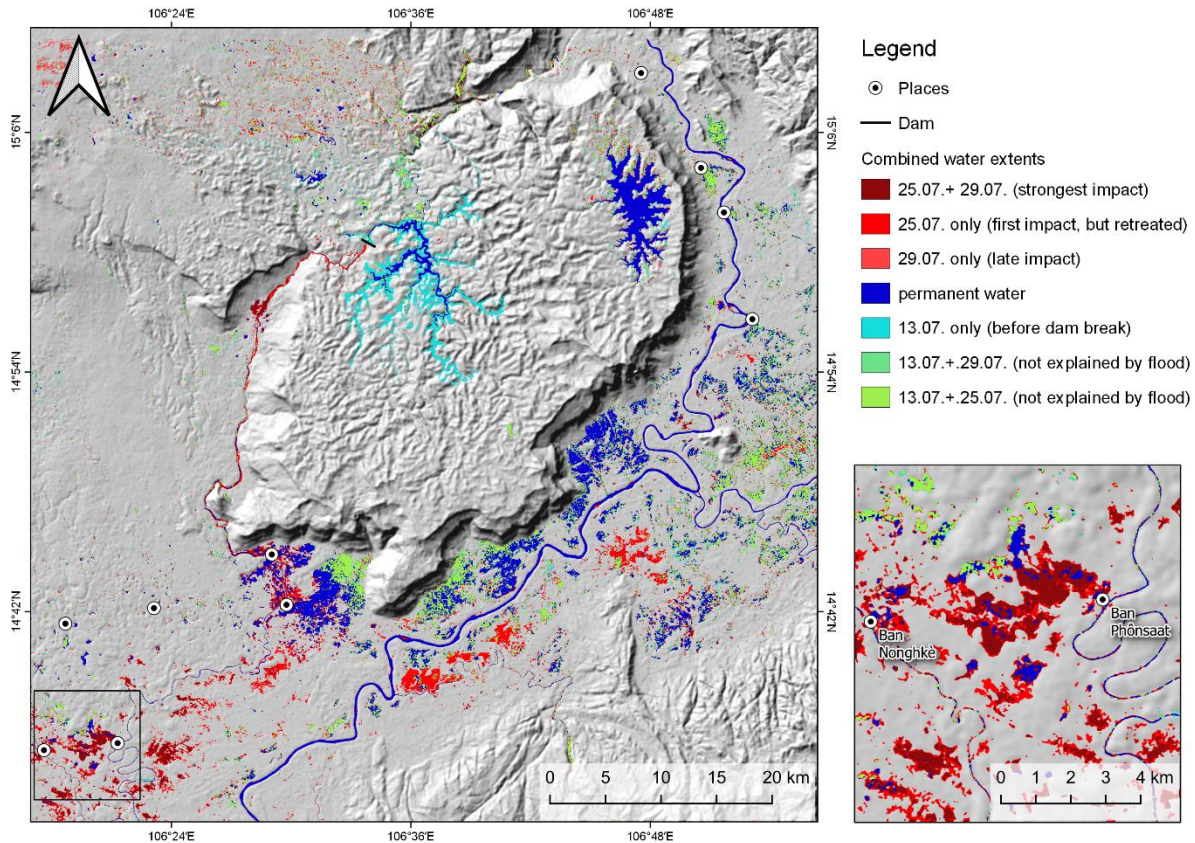 106°24'E
106°36'E
106°48'E
15°6'N
14°54'N
14°42'N
15°6'N
14°54'N
14°42'N
0 5 10 15 20 km
106°24'E
106°36'E
106°48'E
Legend
Places
Dam
Combined water extents
25.07.+ 29.07. (strongest impact)
25.07. only (first impact, but retreated)
29.07. only (late impact)
permanent water
13.07. only (before dam break)
13.07.+.29.07. (not explained by flood)
13.07.+.25.07. (not explained by flood)
Ban
Nonghkè
Ban
Phônsaat
0 1 2 3 4 km